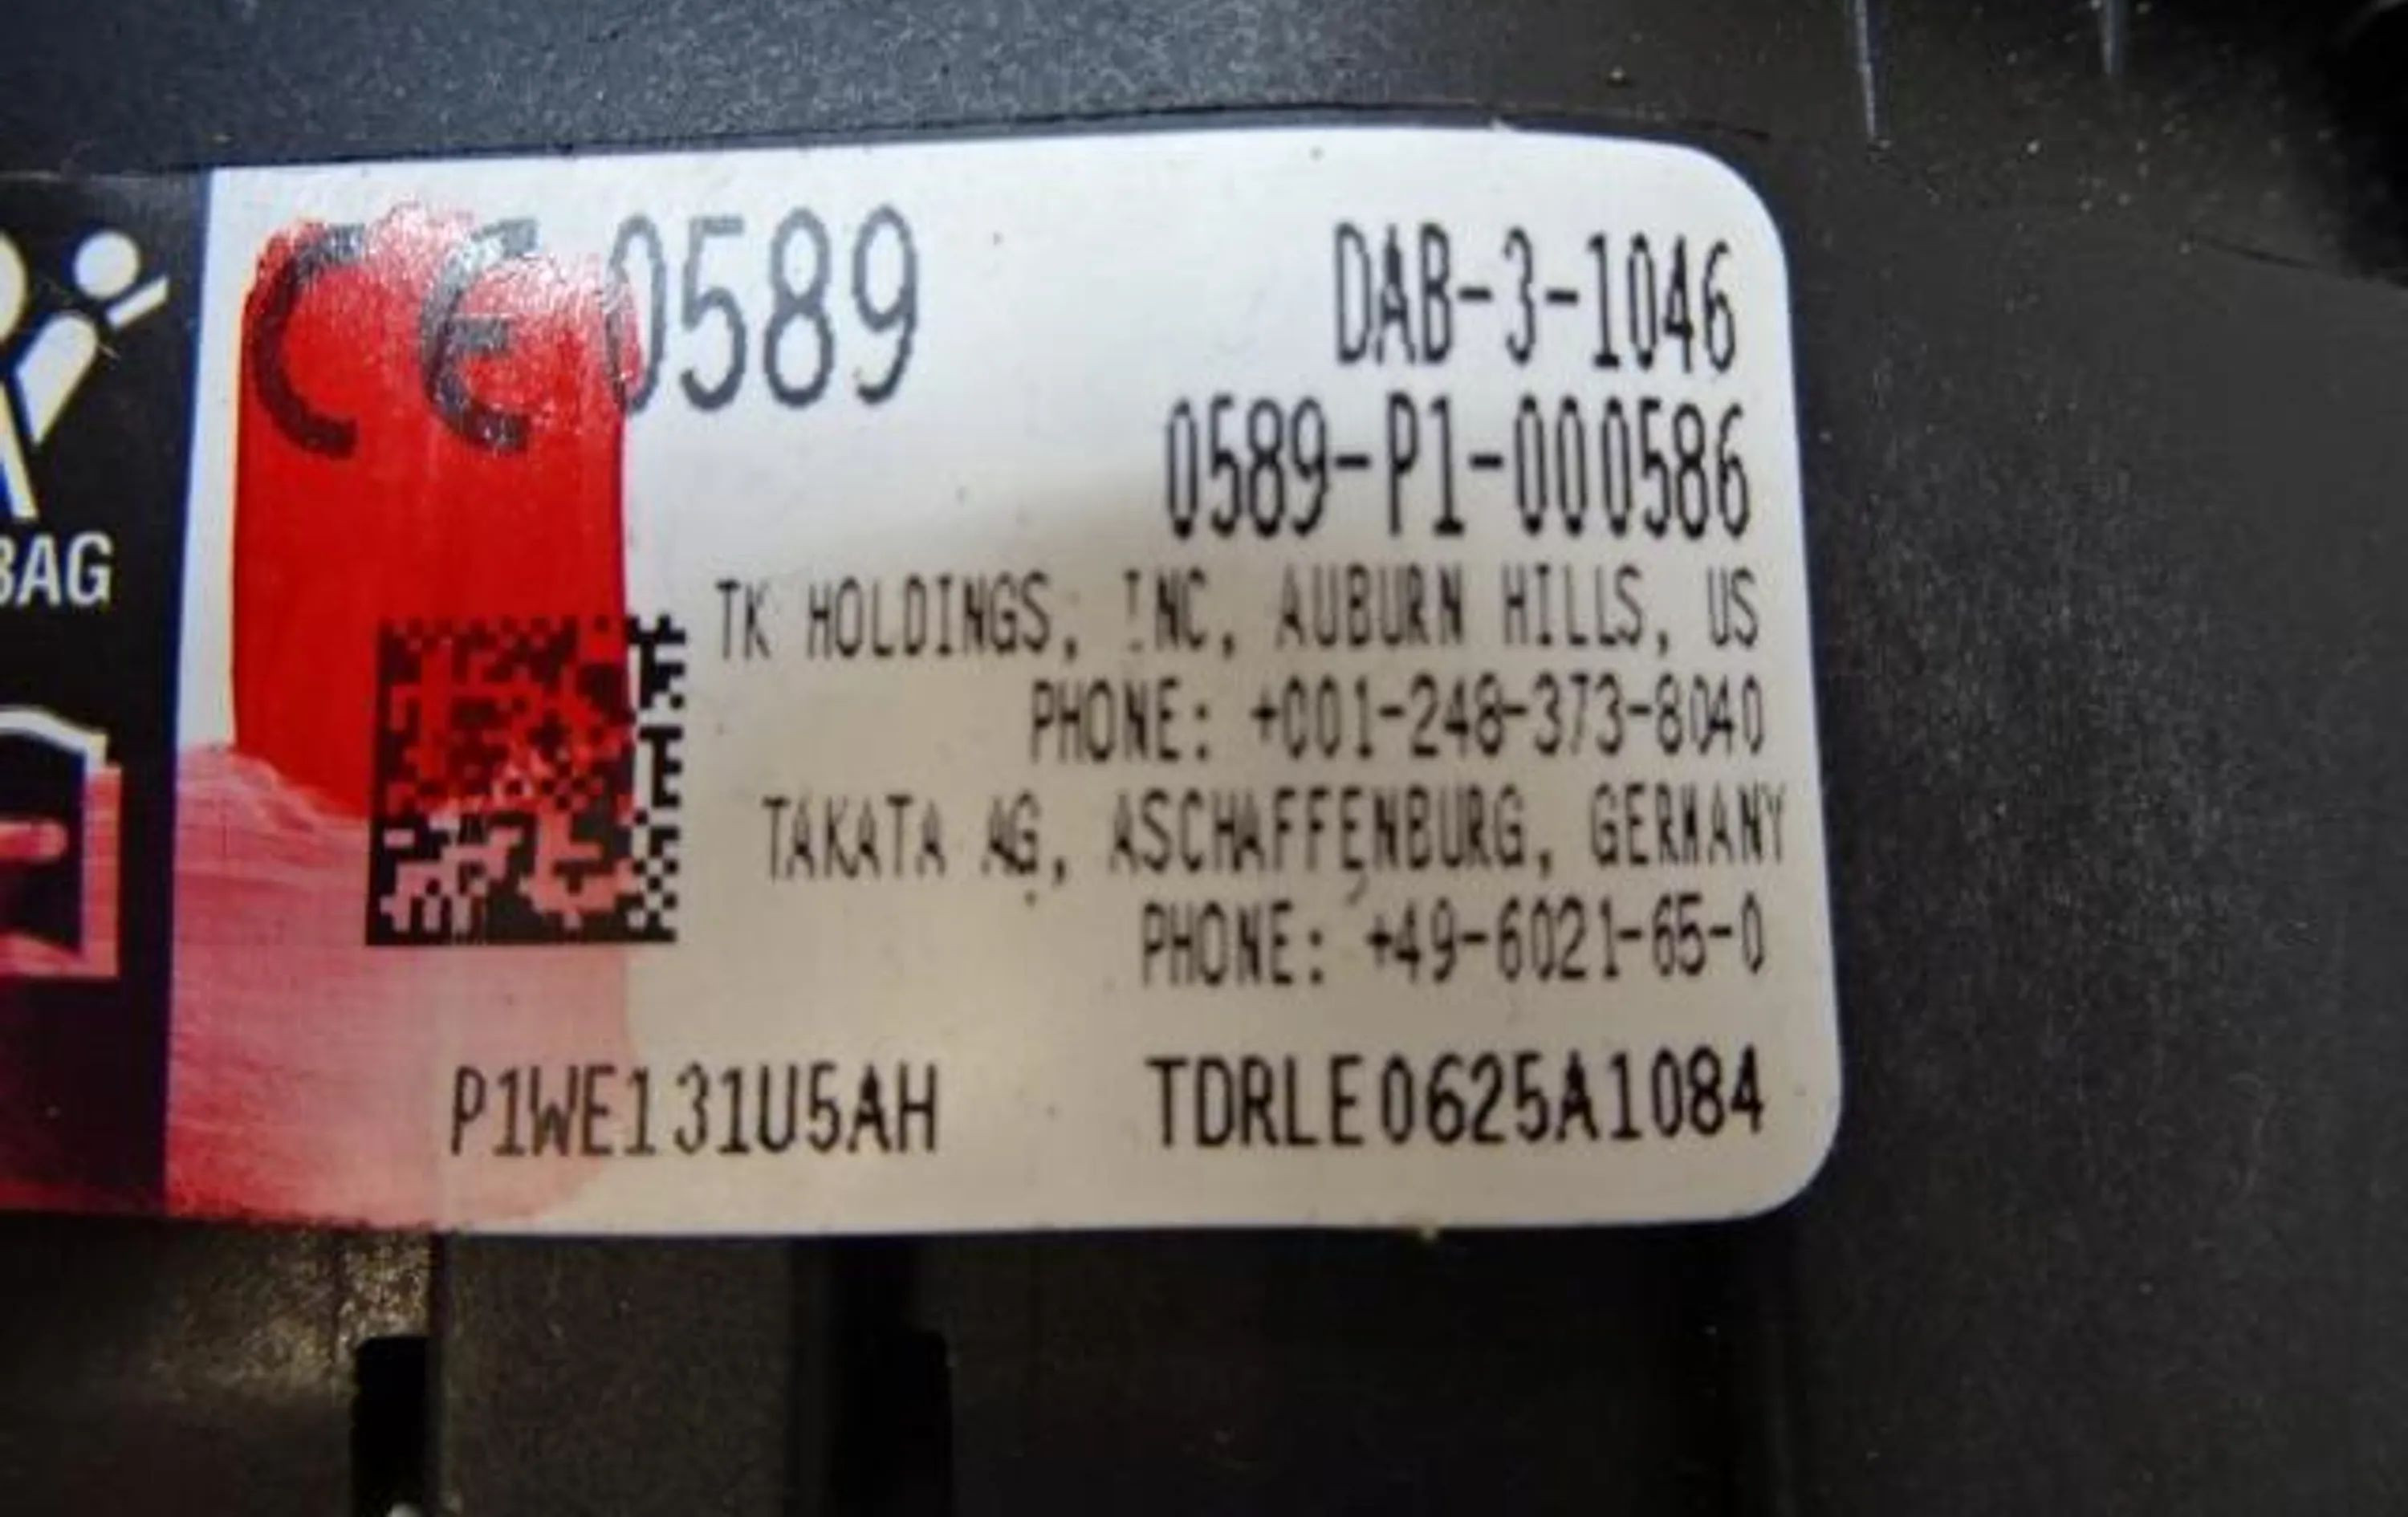 BAG
CE 0589
DAB-3-1046
0589-P1-000586
TK HOLDINGS, INC, AUBURN HILLS, US
PHONE: +001-248-373-8040
TAKATA AG, ASCHAFFENBURG, GERMANY
PHONE: +49-6021-65-0
P1WE131U5AH TDRLE0625A1084